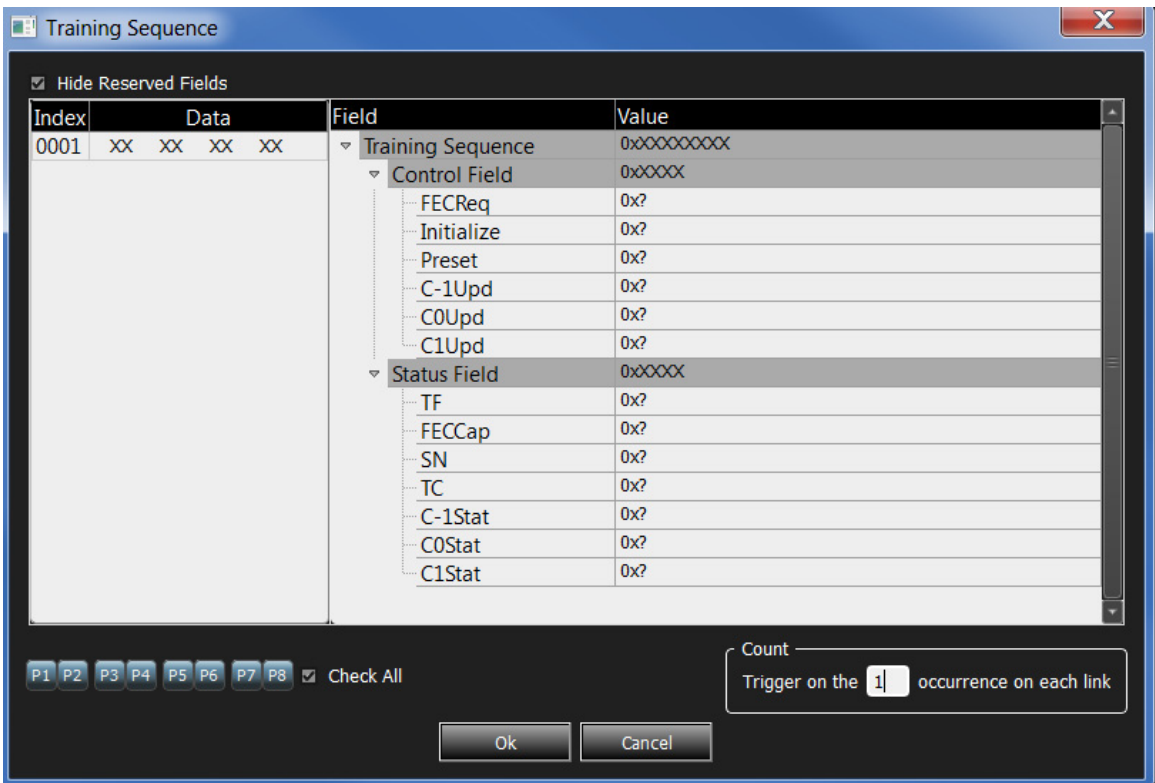 Training Sequence
Hide Reserved Fields
Index Data Field Value
0001 XX XX XX XX Training Sequence 0xXXXXXXXX
Control Field 0xXXXX
FECReq 0x?
Initialize 0x?
Preset 0x?
C-1Upd 0x?
C0Upd 0x?
C1Upd 0x?
Status Field 0xXXXX
TF 0x?
FECCap 0x?
SN 0x?
TC 0x?
C-1Stat 0x?
C0Stat 0x?
C1Stat 0x?
P1 P2 P3 P4 P5 P6 P7 P8 Check All
Count
Trigger on the 1 occurrence on each link
Ok Cancel